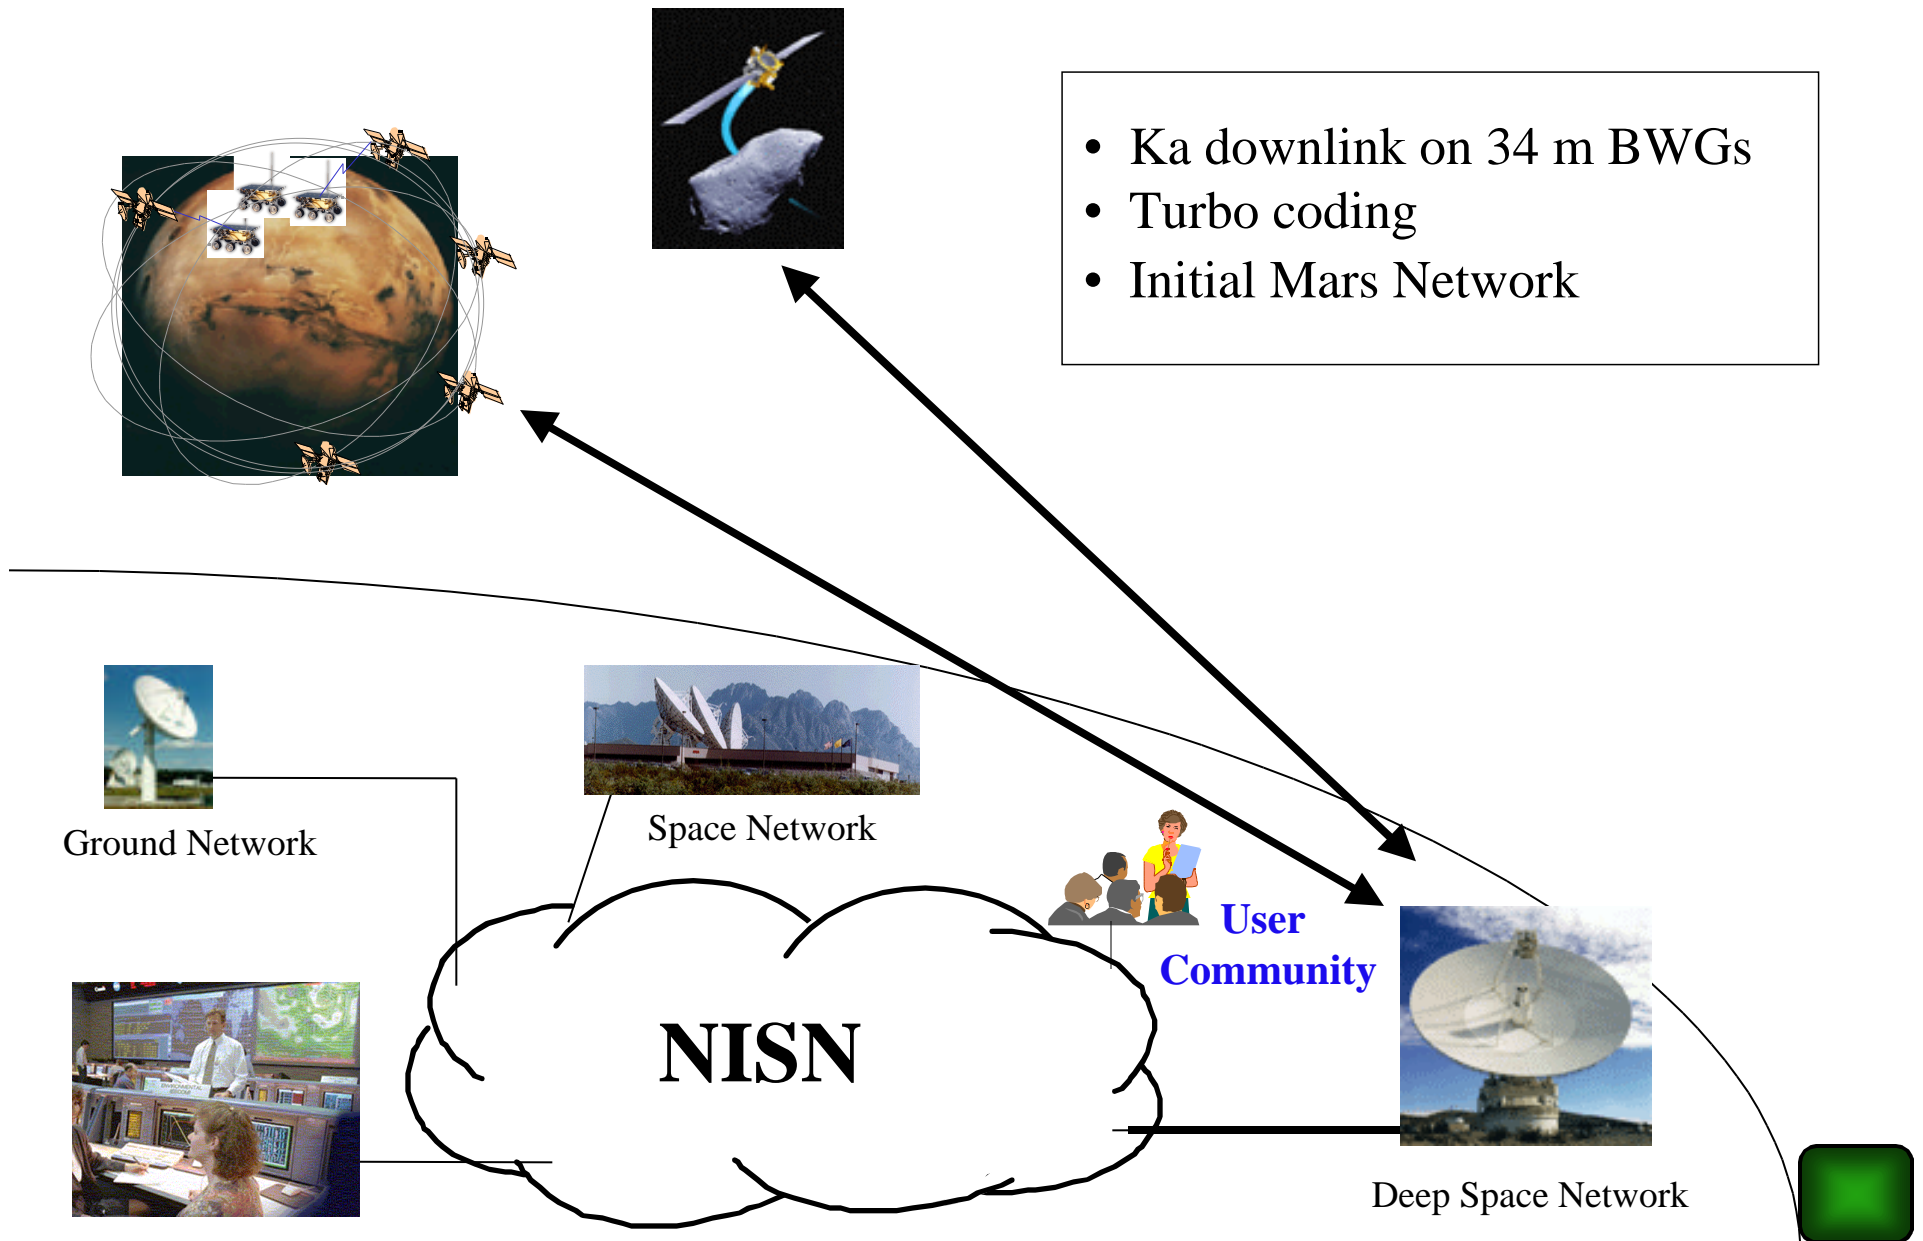 • Ka downlink on 34 m BWGs
• Turbo coding
• Initial Mars Network
Ground Network
Space Network
User
Community
NISN
Deep Space Network